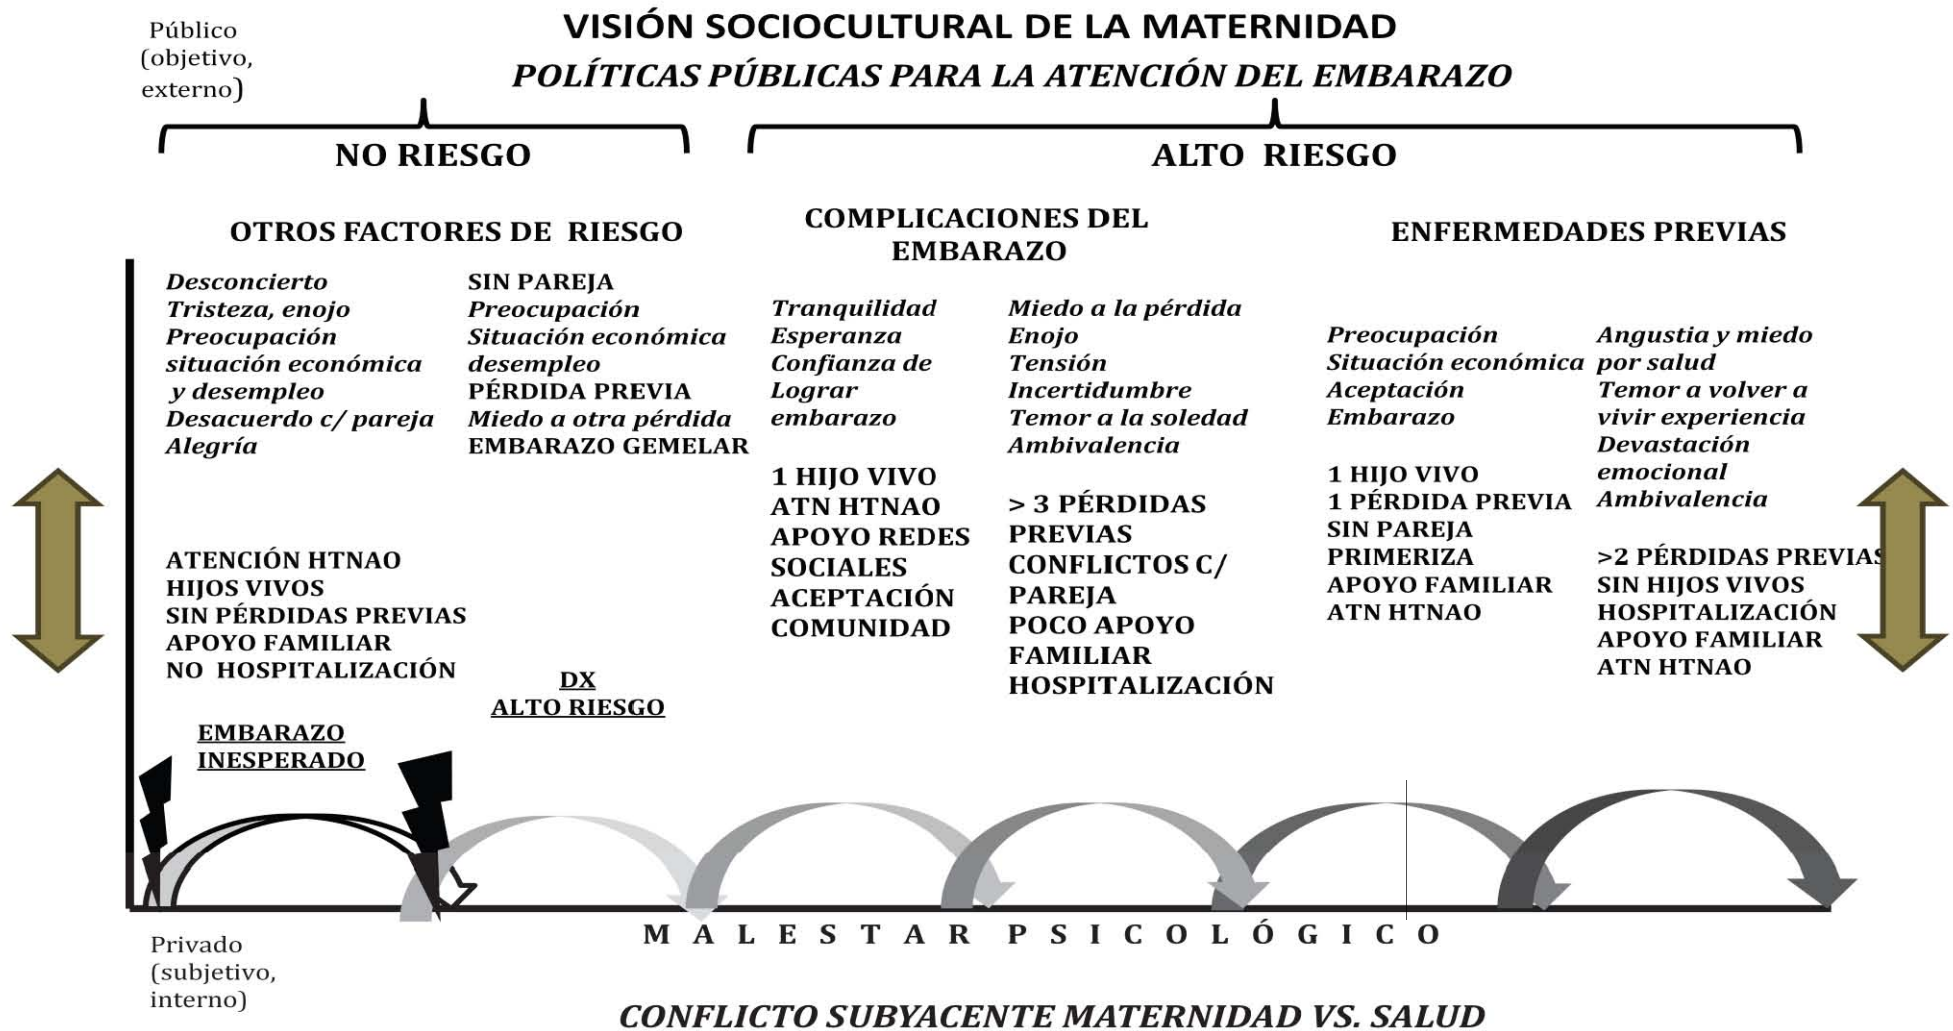 Público
(objetivo,
externo)
VISIÓN SOCIOCULTURAL DE LA MATERNIDAD
POLÍTICAS PÚBLICAS PARA LA ATENCIÓN DEL EMBARAZO
NO RIESGO
ALTO RIESGO
OTROS FACTORES DE RIESGO
COMPLICACIONES DEL
EMBARAZO
ENFERMEDADES PREVIAS
Desconcierto
Tristeza, enojo
Preocupación
situación económica
y desempleo
Desacuerdo c/ pareja
Alegría
ATENCIÓN HTNAO
HIJOS VIVOS
SIN PÉRDIDAS PREVIAS
APOYO FAMILIAR
NO HOSPITALIZACIÓN
SIN PAREJA
Preocupación
Situación económica
desempleo
PÉRDIDA PREVIA
Miedo a otra pérdida
EMBARAZO GEMELAR
Tranquilidad
Esperanza
Confianza de
Lograr
embarazo
1 HIJO VIVO
ATN HTNAO
APOYO REDES
SOCIALES
ACEPTACIÓN
COMUNIDAD
Miedo a la pérdida
Enojo
Tensión
Incertidumbre
Temor a la soledad
Ambivalencia
> 3 PÉRDIDAS
PREVIAS
CONFLICTOS C/
PAREJA
POCO APOYO
FAMILIAR
HOSPITALIZACIÓN
Preocupación
Situación económica
Aceptación
Embarazo
1 HIJO VIVO
1 PÉRDIDA PREVIA
SIN PAREJA
PRIMERIZA
APOYO FAMILIAR
ATN HTNAO
Angustia y miedo
por salud
Temor a volver a
vivir experiencia
Devastación
emocional
Ambivalencia
>2 PÉRDIDAS PREVIAS
SIN HIJOS VIVOS
HOSPITALIZACIÓN
APOYO FAMILIAR
ATN HTNAO
DX
ALTO RIESGO
EMBARAZO
INESPERADO
MALESTAR PSICOLÓGICO
Privado
(subjetivo,
interno)
CONFLICTO SUBYACENTE MATERNIDAD VS. SALUD